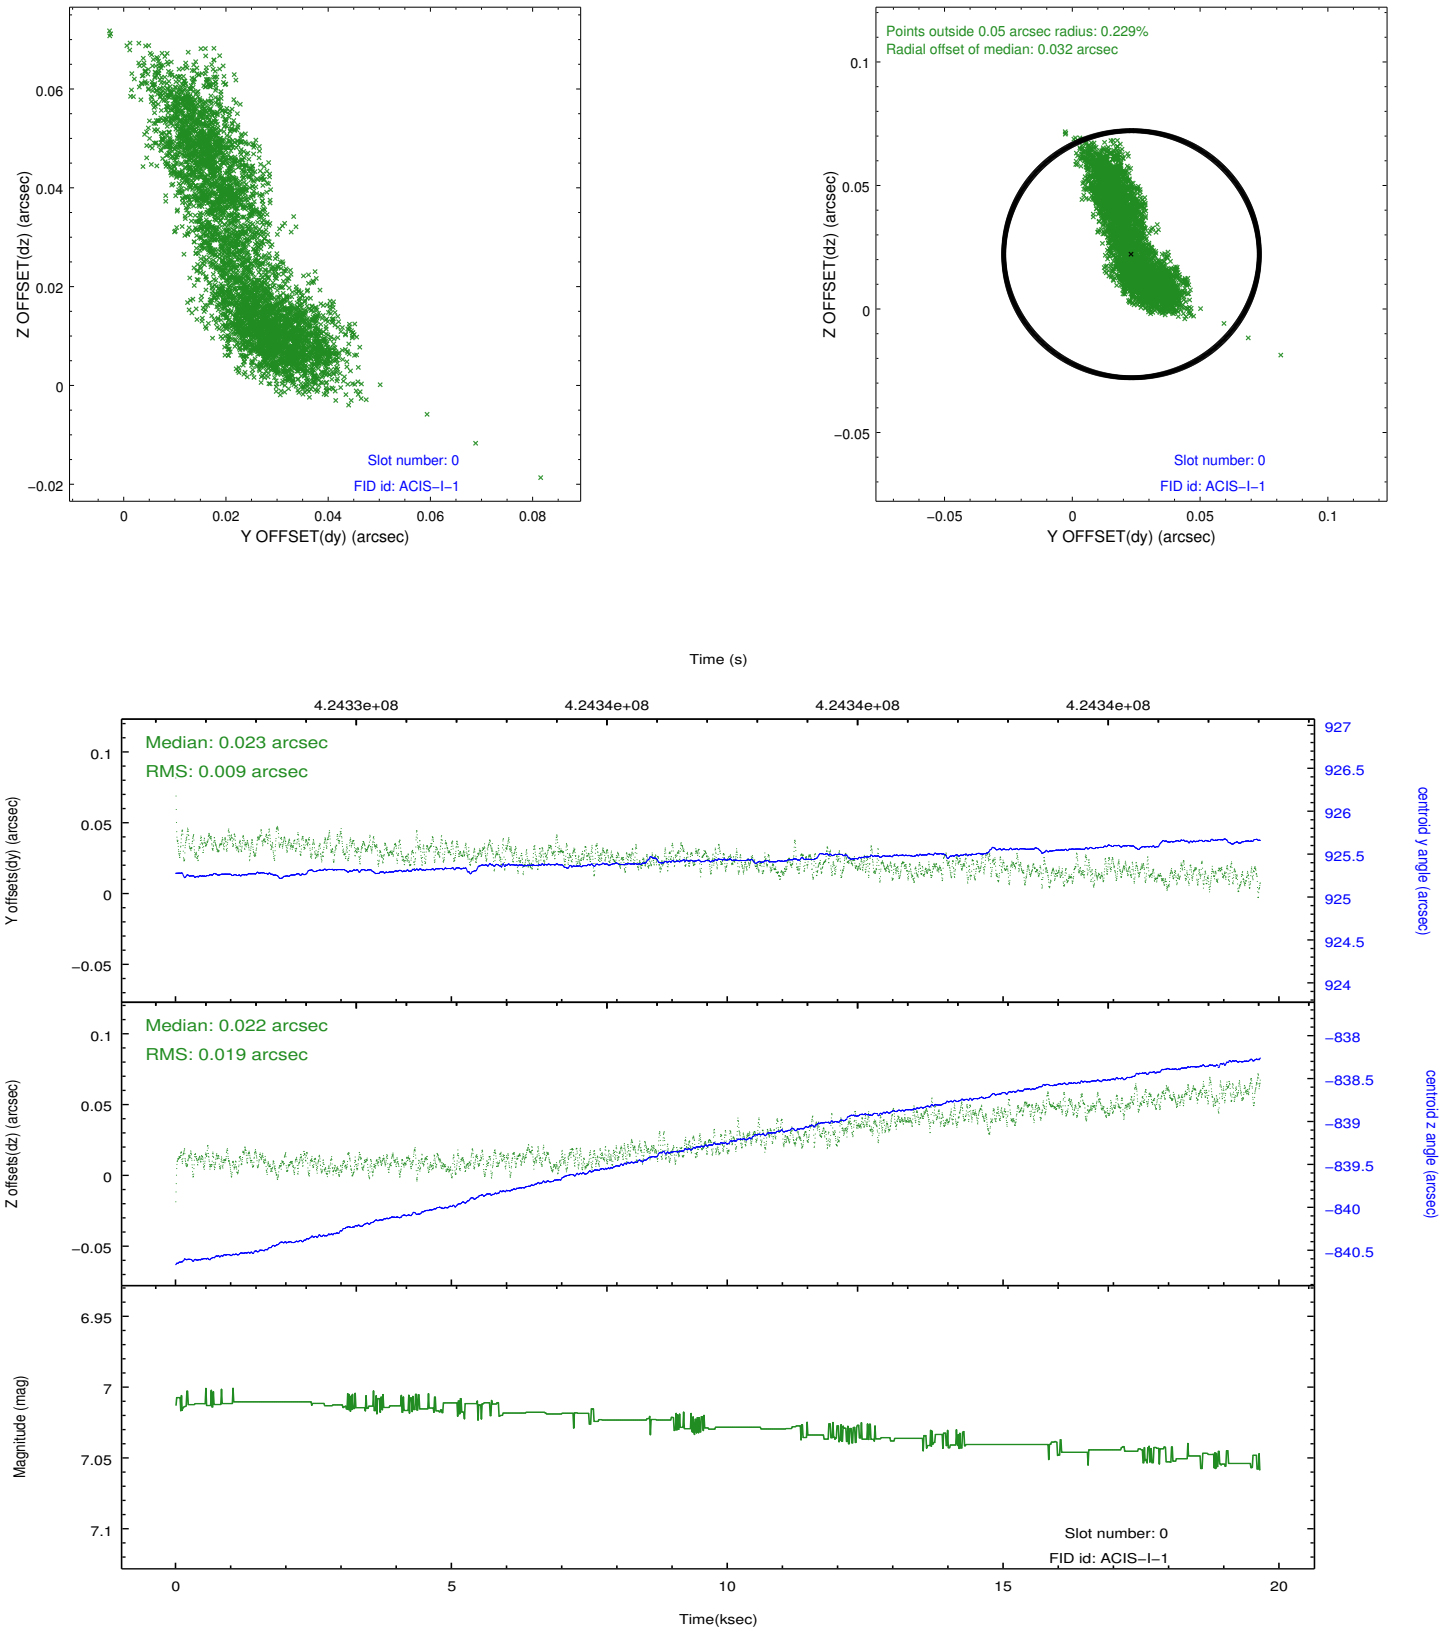 0.06
0.04
0.02
0
−0.02
Z OFFSET(dz) (arcsec)
Slot number: 0
FID id: ACIS−I−1
0 0.02 0.04 0.06 0.08
Y OFFSET(dy) (arcsec)
Points outside 0.05 arcsec radius: 0.229%
Radial offset of median: 0.032 arcsec
0.1
0.05
0
−0.05
Z OFFSET(dz) (arcsec)
Slot number: 0
FID id: ACIS−I−1
−0.05 0 0.05 0.1
Y OFFSET(dy) (arcsec)
Time (s)
4.2433e+08 4.2434e+08 4.2434e+08 4.2434e+08
Median: 0.023 arcsec
RMS: 0.009 arcsec
0.1
0.05
0
−0.05
Y offsets(dy) (arcsec)
927
926.5
926
925.5
925
924.5
924
centroid y angle (arcsec)
Median: 0.022 arcsec
RMS: 0.019 arcsec
0.1
0.05
0
−0.05
Z offsets(dz) (arcsec)
−838
−838.5
−839
−839.5
−840
−840.5
centroid z angle (arcsec)
6.95
7
7.05
7.1
Magnitude (mag)
Slot number: 0
FID id: ACIS−I−1
0 5 10 15 20
Time(ksec)